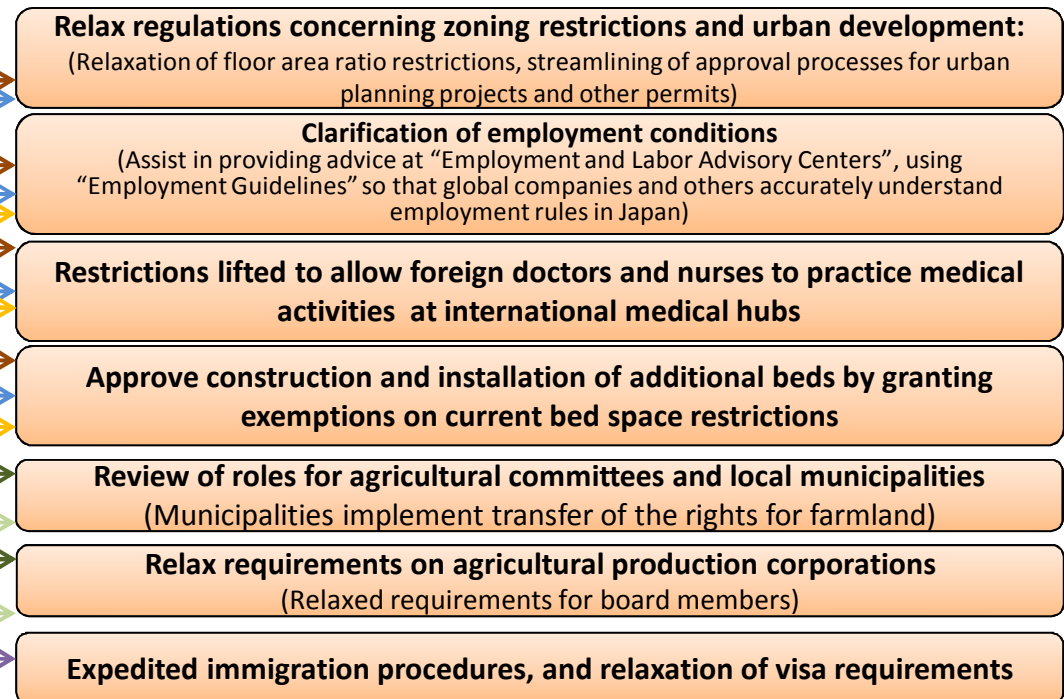 Relax regulations concerning zoning restrictions and urban development:
(Relaxation of floor area ratio restrictions, streamlining of approval processes for urban
planning projects and other permits)
Clarification of employment conditions
(Assist in providing advice at “Employment and Labor Advisory Centers”, using
“Employment Guidelines” so that global companies and others accurately understand
employment rules in Japan)
Restrictions lifted to allow foreign doctors and nurses to practice medical
activities at international medical hubs
Approve construction and installation of additional beds by granting
exemptions on current bed space restrictions
Review of roles for agricultural committees and local municipalities
(Municipalities implement transfer of the rights for farmland)
Relax requirements on agricultural production corporations
(Relaxed requirements for board members)
Expedited immigration procedures, and relaxation of visa requirements